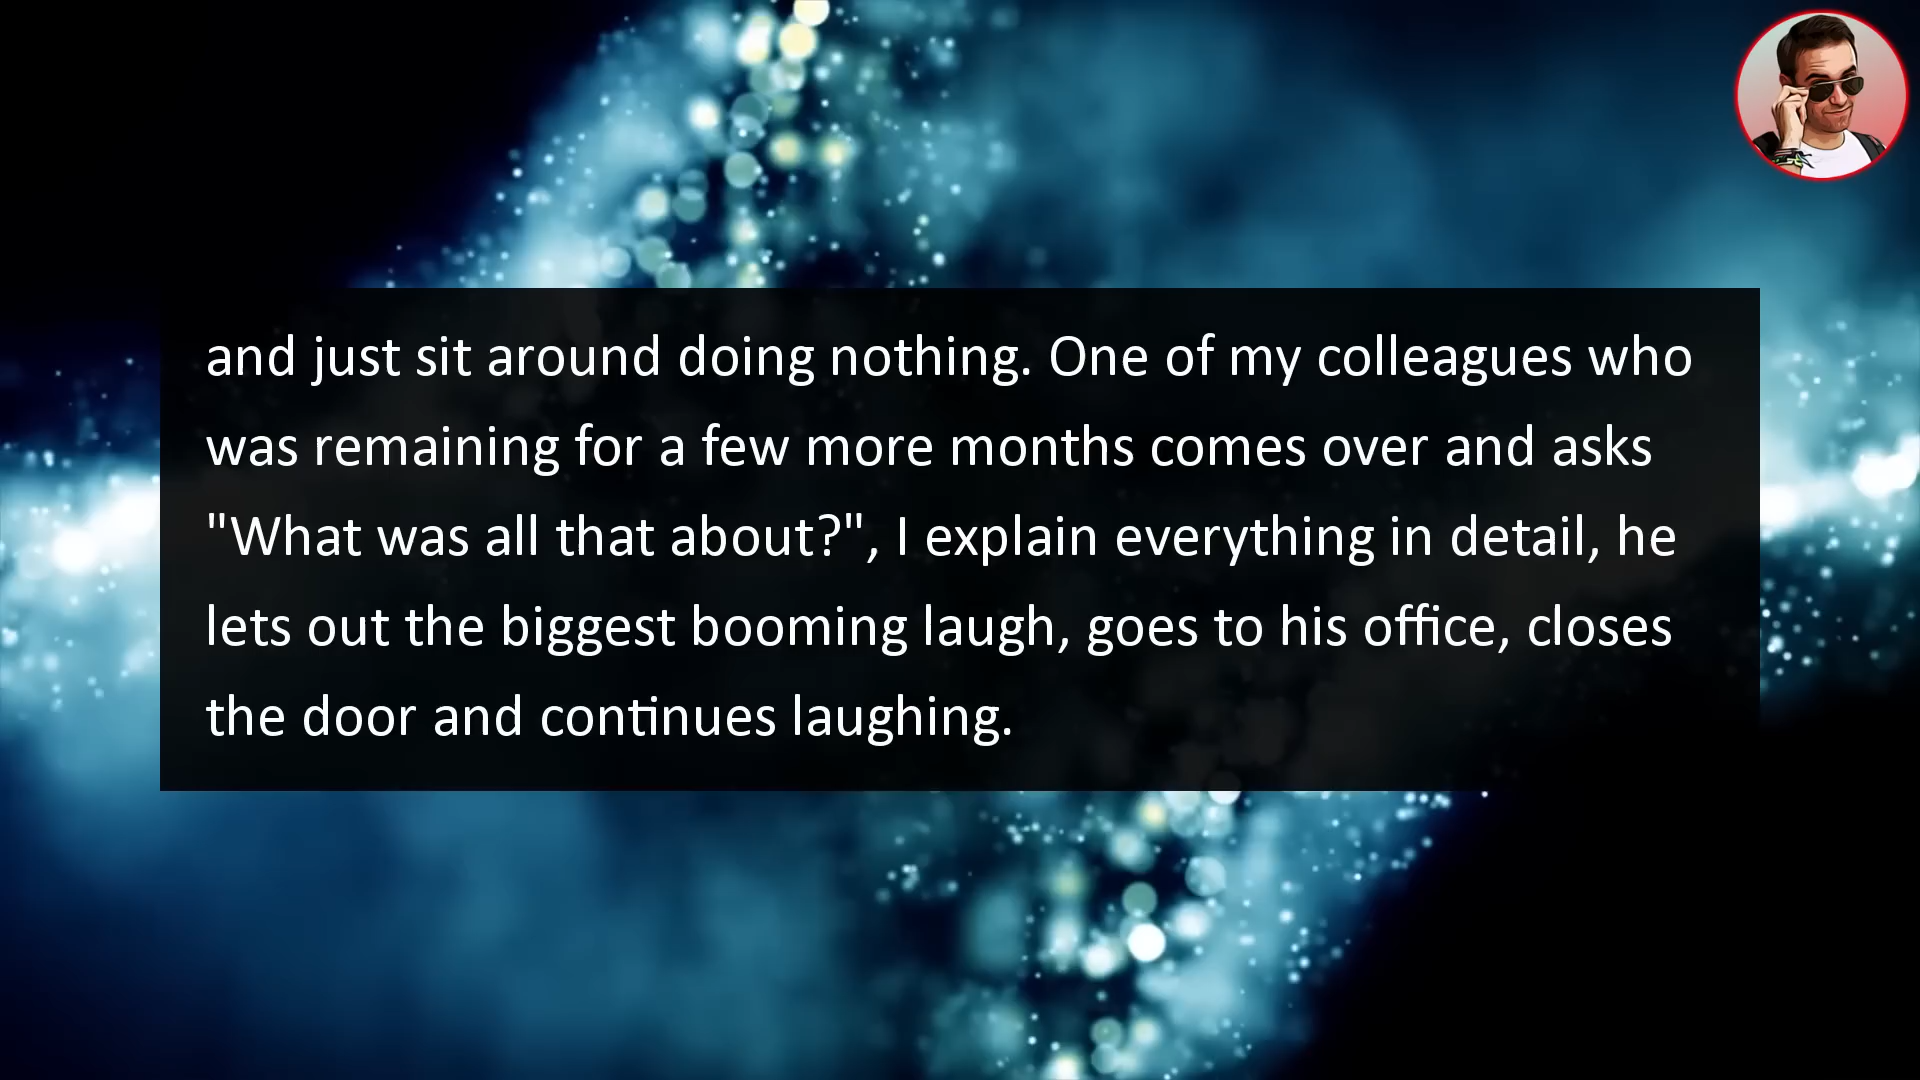 and just sit around doing nothing. One of my colleagues who
was remaining for a few more months comes over and asks
"What was all that about?", I explain everything in detail, he
lets out the biggest booming laugh, goes to his office, closes
the door and continues laughing.